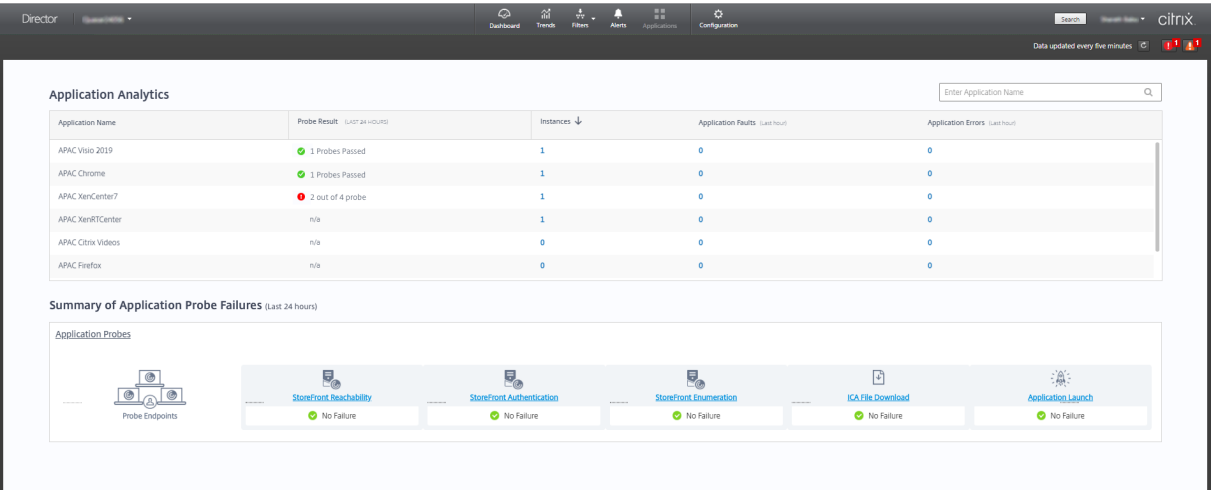 Director
Dashboard Trends Filters Alerts Applications Configuration
Search
citrix
Data updated every five minutes
1 1
Application Analytics
Enter Application Name
Application Name Probe Result (LAST 24 HOURS) Instances Application Faults (Last hour) Application Errors (Last hour)
APAC Visio 2019 1 Probes Passed 1 0 0
APAC Chrome 1 Probes Passed 1 0 0
APAC XenCenter7 2 out of 4 probe 1 0 0
APAC XenRTCenter n/a 1 0 0
APAC Citrix Videos n/a 0 0 0
APAC Firefox n/a 0 0 0
Summary of Application Probe Failures (Last 24 hours)
Application Probes
Probe Endpoints
StoreFront Reachability StoreFront Authentication StoreFront Enumeration ICA File Download Application Launch
No Failure No Failure No Failure No Failure No Failure